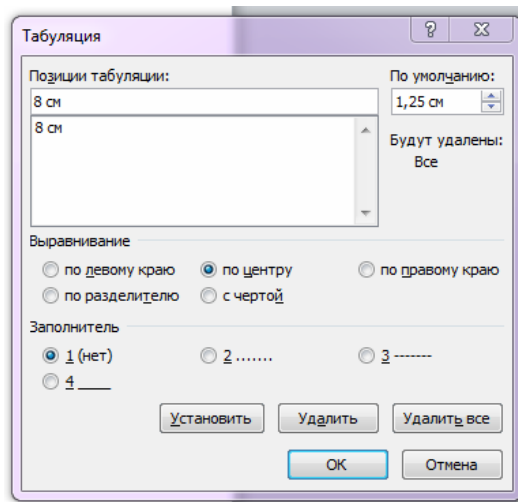 Табуляция
Позиции табуляции: По умолчанию:
8 см 1,25 см
8 см
Будут удалены:
Все
Выравнивание
по левому краю по центру по правому краю
по разделителю с чертой
Заполнитель
1 (нет) 2 ....... 3 -------
4 ____
Установить Удалить Удалить все
ОК Отмена